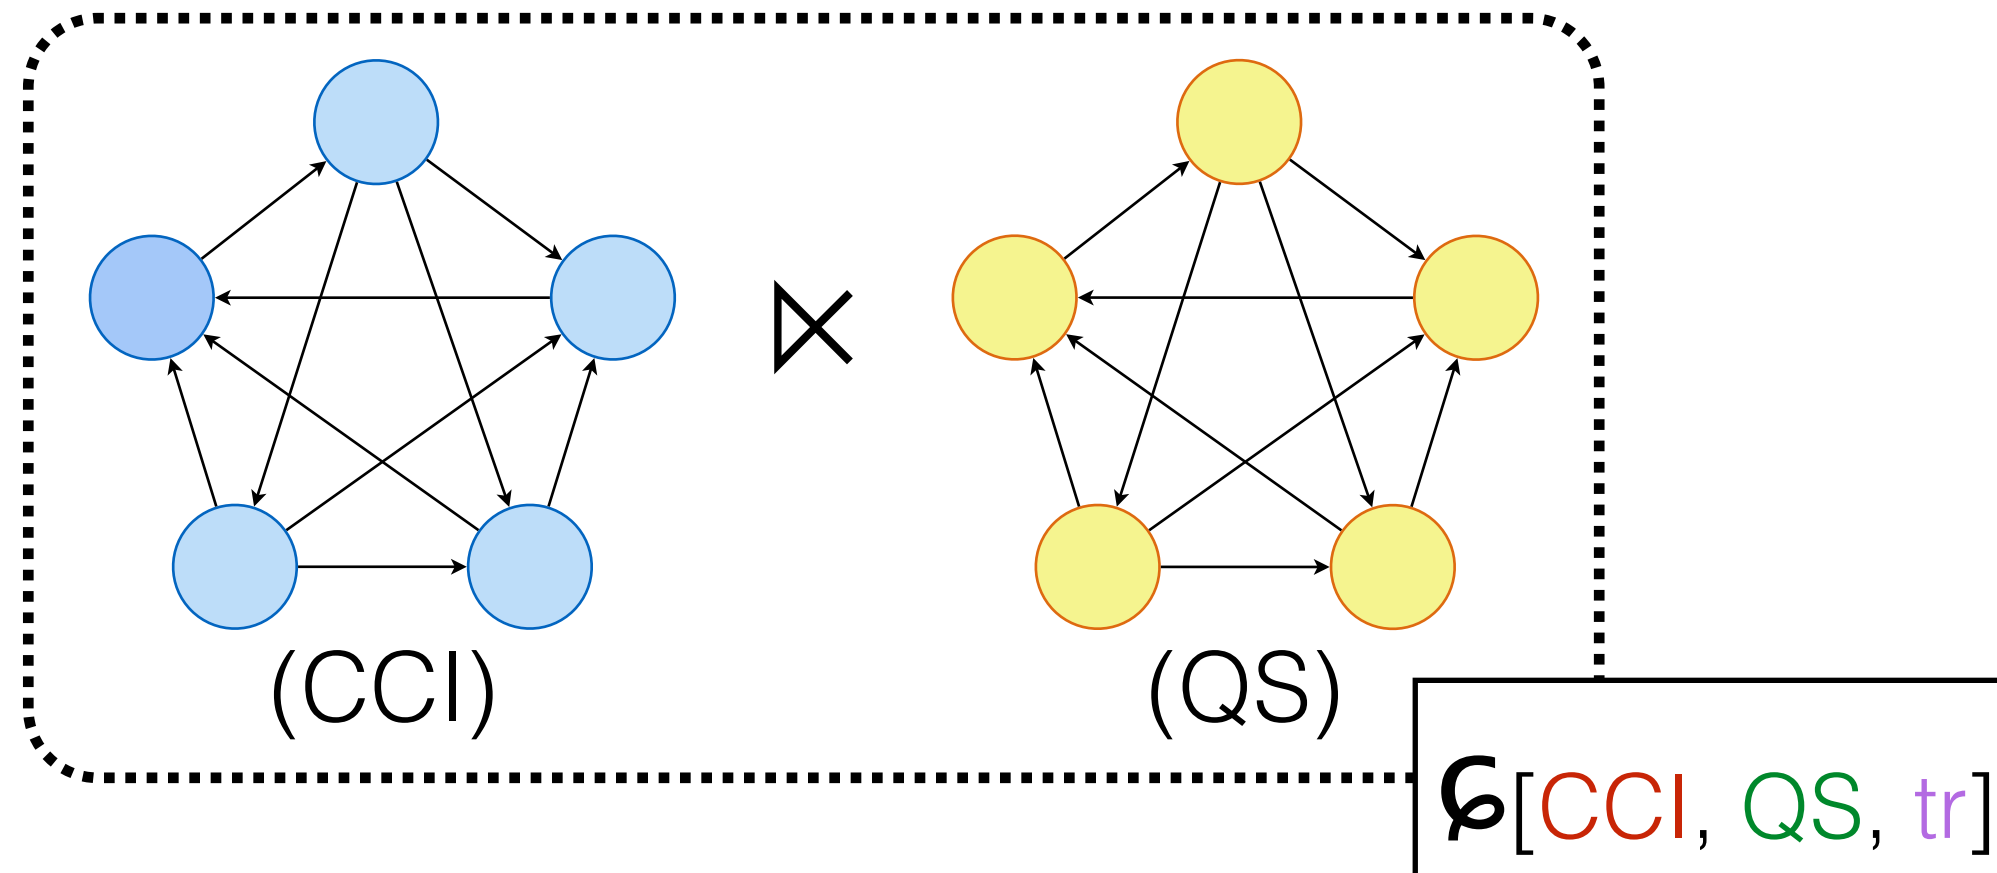 ⋉
(CCI) (QS)
ɕ[CCI, QS, tr]